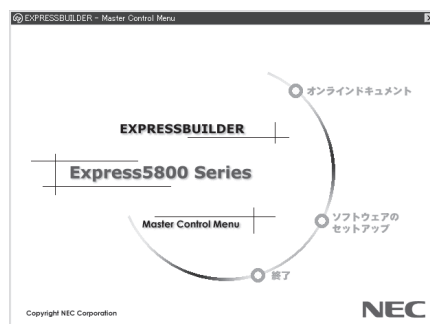 EXPRESSBUILDER - Master Control Menu
オンラインドキュメント
EXPRESSBUILDER
Express5800 Series
Master Control Menu
ソフトウェアの
セットアップ
終了
Copyright NEC Corporation
NEC